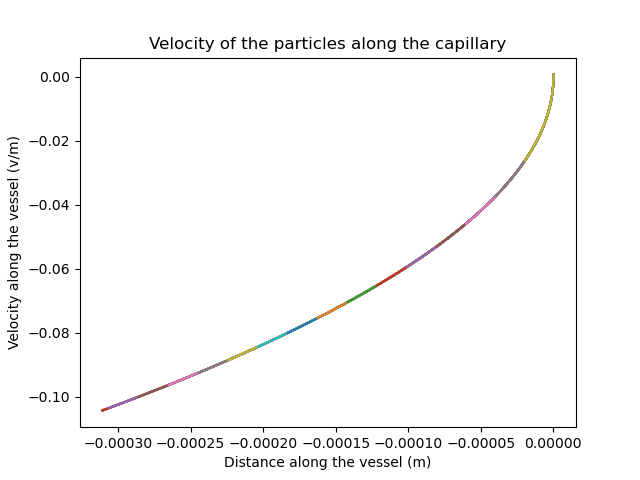 Velocity of the particles along the capillary
0.00
−0.02
−0.04
−0.06
−0.08
−0.10
Velocity along the vessel (v/m)
−0.00030 −0.00025 −0.00020 −0.00015 −0.00010 −0.00005 0.00000
Distance along the vessel (m)